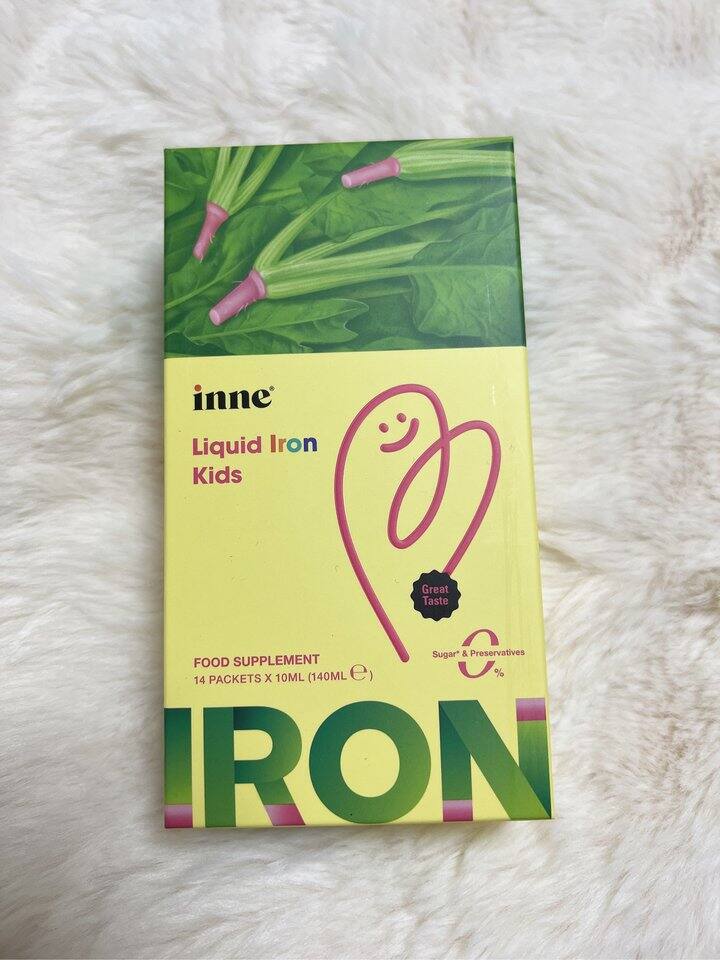 inne®
Liquid Iron
Kids
Great
Taste
Sugar* & Preservatives
0%
FOOD SUPPLEMENT
14 PACKETS X 10ML (140ML ℮)
IRON